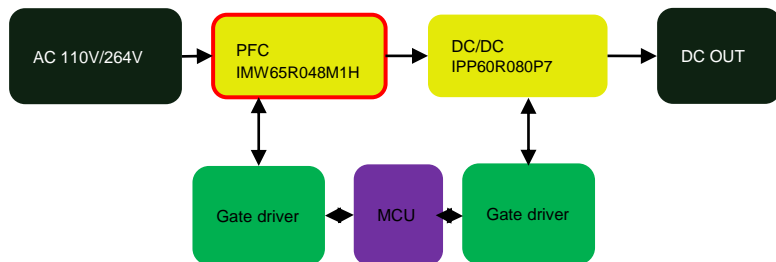 AC 110V/264V
PFC
IMW65R048M1H
DC/DC
IPP60R080P7
DC OUT
Gate driver
MCU
Gate driver